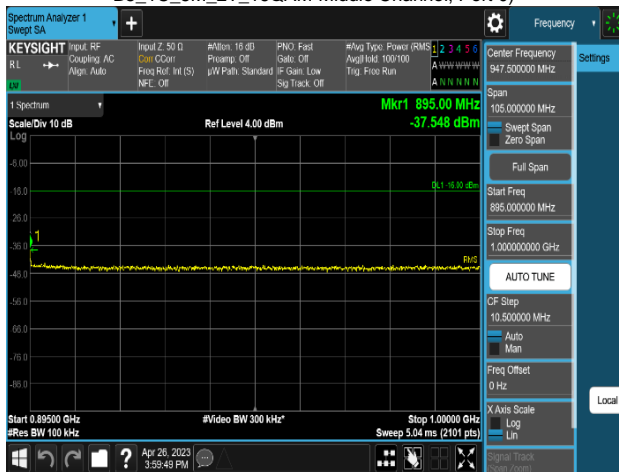 Spectrum Analyzer 1
Swept SA
+
Frequency
KEYSIGHT
RL
Input: RF
Coupling: AC
Align: Auto
Input Z: 50 Ω
Corr CCorr
Freq Ref: Int (S)
NFE: Off
#Atten: 16 dB
Preamp: Off
µW Path: Standard
PNO: Fast
Gate: Off
IF Gain: Low
Sig Track: Off
#Avg Type: Power (RMS
Avg|Hold: 100/100
Trig: Free Run
1 2 3 4 5 6
A W W W W W
A N N N N N
Center Frequency
947.500000 MHz
Settings
Span
105.000000 MHz
Swept Span
Zero Span
Full Span
Start Freq
895.000000 MHz
Stop Freq
1.000000000 GHz
AUTO TUNE
CF Step
10.500000 MHz
Auto
Man
Freq Offset
0 Hz
X Axis Scale
Log
Lin
Signal Track
(Span Zoom)
Local
1 Spectrum
Scale/Div 10 dB
Log
Ref Level 4.00 dBm
Mkr1 895.00 MHz
-37.548 dBm
-6.00
-16.0
DL1 -16.00 dBm
-26.0
1
-36.0
RMS
-46.0
-56.0
-66.0
-76.0
-86.0
Start 0.89500 GHz
#Res BW 100 kHz
#Video BW 300 kHz*
Stop 1.00000 GHz
Sweep 5.04 ms (2101 pts)
?
Apr 26, 2023
3:59:49 PM